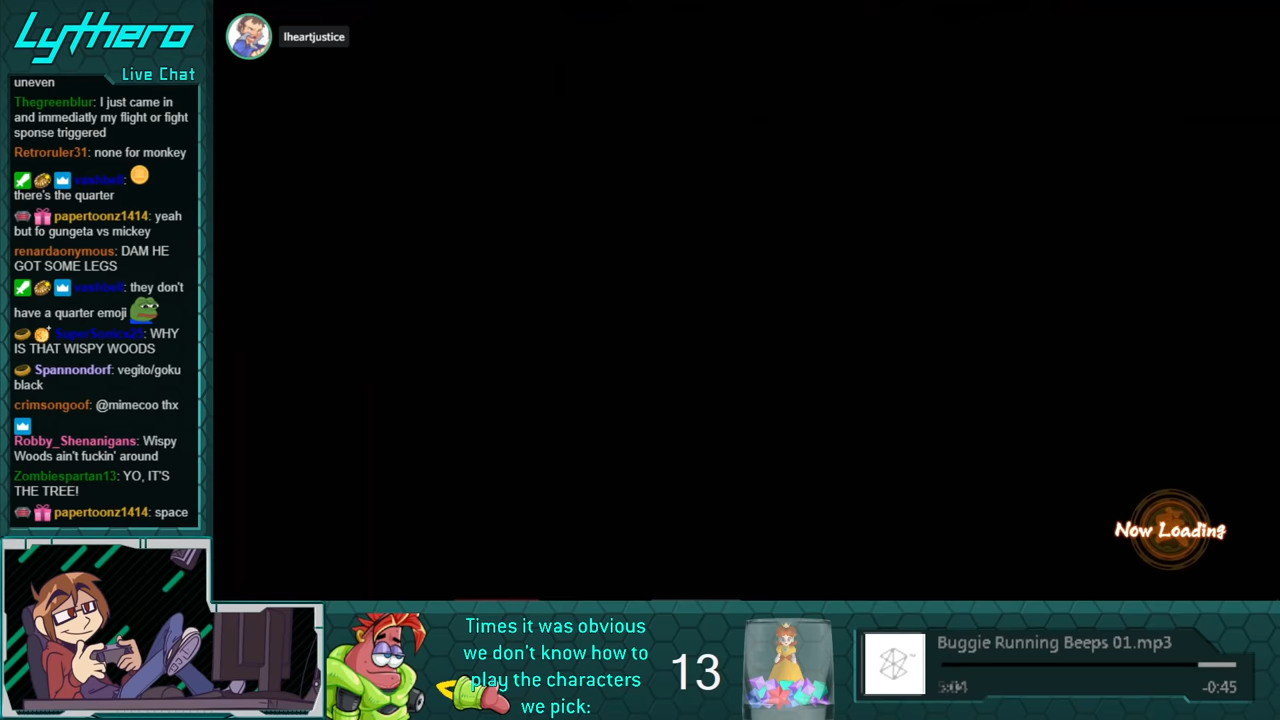 Lythero
Live Chat
Iheartjustice
uneven
Thegreenblur: I just came in
and immediatly my flight or fight
sponse triggered
Retroruler31: none for monkey
there's the quarter
papertoonz1414: yeah
but fo gungeta vs mickey
renardaonymous: DAM HE
GOT SOME LEGS
: they don't
have a quarter emoji
SuperSonicx25: WHY
IS THAT WISPY WOODS
Spannondorf: vegito/goku
black
crimsongoof: @mimecoo thx
Robby_Shenanigans: Wispy
Woods ain't fuckin' around
Zombiespartan13: YO, IT'S
THE TREE!
papertoonz1414: space
Now Loading
Times it was obvious
we don't know how to
play the characters
we pick:
13
Buggie Running Beeps 01.mp3
5:04
-0:45